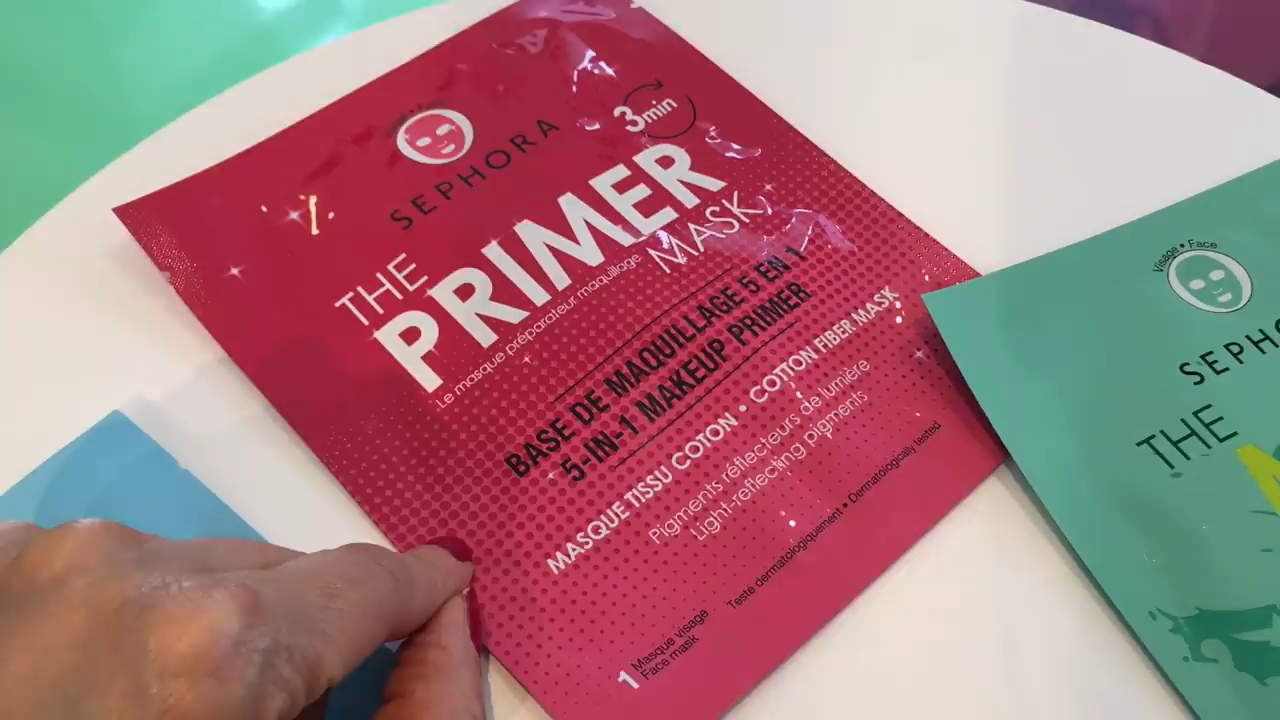 SEPHORA
3min
THE
PRIMER
MASK
Le masque préparateur maquillage
BASE DE MAQUILLAGE 5 EN 1
5-IN-1 MAKEUP PRIMER
MASQUE TISSU COTON • COTTON FIBER MASK
Pigments réflecteurs de lumière
Light-reflecting pigments
Testé dermatologiquement • Dermatologically tested
1 Masque visage
Face mask
Visage • Face
SEPH
THE